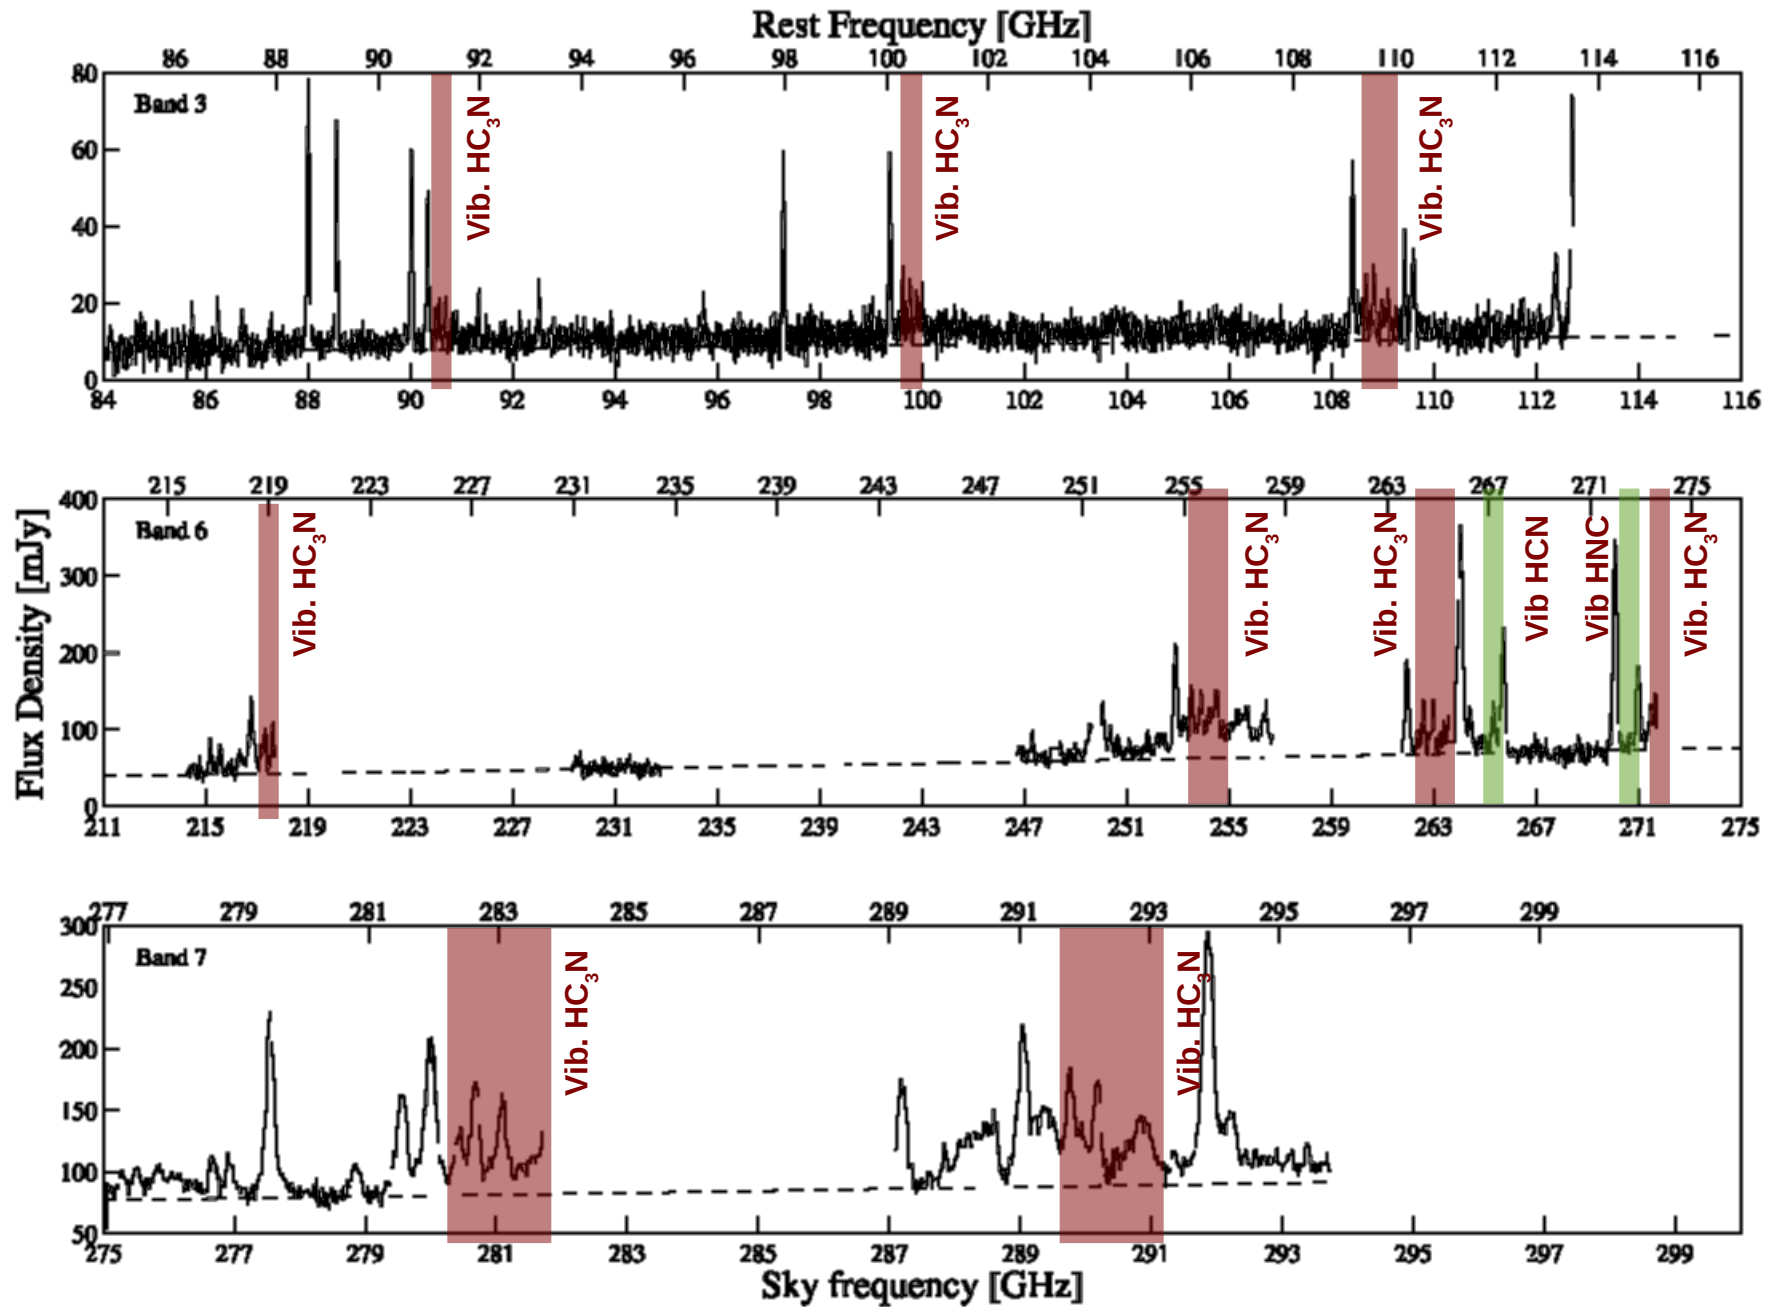 Rest Frequency [GHz]
86 88 90 92 94 96 98 100 102 104 106 108 110 112 114 116
80
60
40
20
0
Band 3
Vib. HC₃N
Vib. HC₃N
Vib. HC₃N
84 86 88 90 92 94 96 98 100 102 104 106 108 110 112 114 116
Flux Density [mJy]
215 219 223 227 231 235 239 243 247 251 255 259 263 267 271 275
400
300
200
100
0
Band 6
Vib. HC₃N
Vib. HC₃N
Vib. HC₃N
Vib HCN
Vib HNC
Vib. HC₃N
211 215 219 223 227 231 235 239 243 247 251 255 259 263 267 271 275
277 279 281 283 285 287 289 291 293 295 297 299
300
250
200
150
100
50
Band 7
Vib. HC₃N
Vib. HC₃N
275 277 279 281 283 285 287 289 291 293 295 297 299
Sky frequency [GHz]